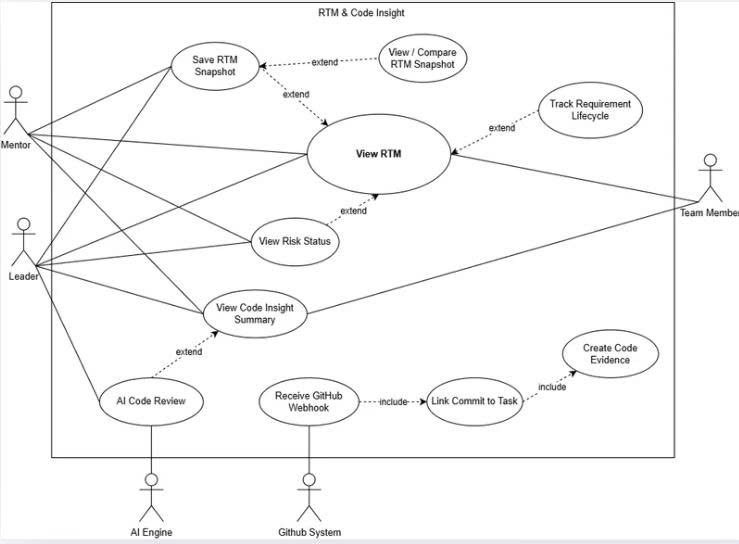 RTM & Code Insight
Save RTM
Snapshot
extend
View / Compare
RTM Snapshot
extend
Track Requirement
Lifecycle
extend
Mentor
View RTM
Team Member
extend
View Risk Status
Leader
View Code Insight
Summary
extend
Create Code
Evidence
include
AI Code Review
Receive GitHub
Webhook
include
Link Commit to Task
AI Engine
Github System